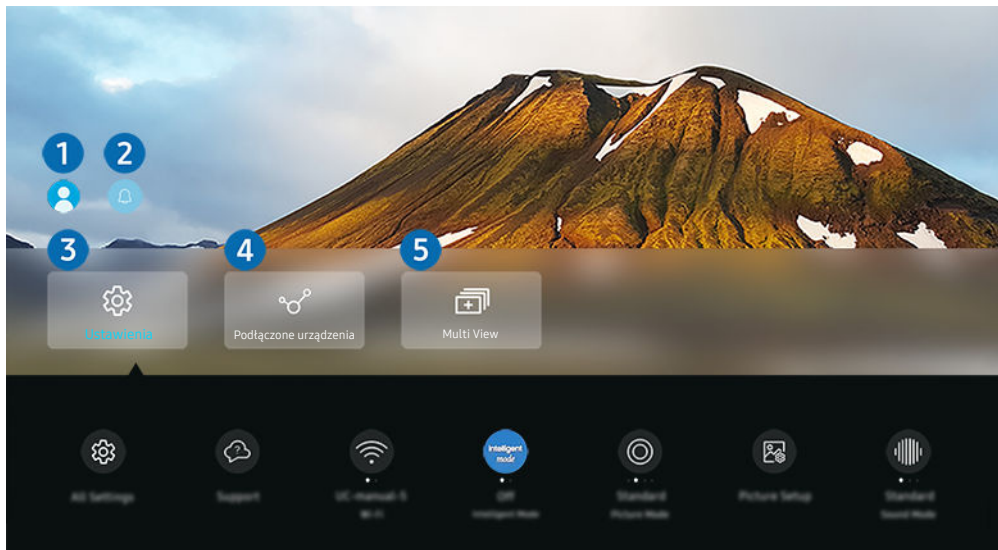 1 2
3 4 5
Ustawienia Podłączone urządzenia Multi View
intelligent
mode
All Settings Support UC-manual-5 Off Standard Picture Setup Standard
Wi-Fi Intelligent Mode Picture Mode Sound Mode